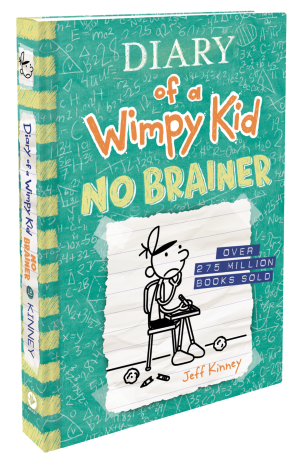 DIARY
of a
Wimpy Kid
NO BRAINER
OVER
275 MILLION
BOOKS SOLD
Jeff Kinney
Diary of a Wimpy Kid
NO BRAINER
KINNEY